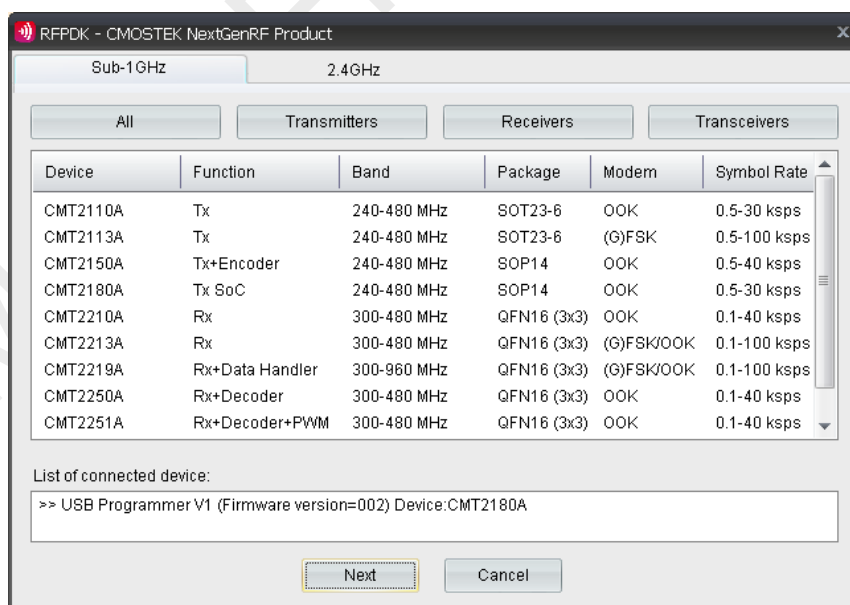 RFPDK - CMOSTEK NextGenRF Product x
Sub-1GHz 2.4GHz
All Transmitters Receivers Transceivers
Device Function Band Package Modem Symbol Rate
CMT2110A Tx 240-480 MHz SOT23-6 OOK 0.5-30 ksps
CMT2113A Tx 240-480 MHz SOT23-6 (G)FSK 0.5-100 ksps
CMT2150A Tx+Encoder 240-480 MHz SOP14 OOK 0.5-40 ksps
CMT2180A Tx SoC 240-480 MHz SOP14 OOK 0.5-30 ksps
CMT2210A Rx 300-480 MHz QFN16 (3x3) OOK 0.1-40 ksps
CMT2213A Rx 300-480 MHz QFN16 (3x3) (G)FSK/OOK 0.1-100 ksps
CMT2219A Rx+Data Handler 300-960 MHz QFN16 (3x3) (G)FSK/OOK 0.1-100 ksps
CMT2250A Rx+Decoder 300-480 MHz QFN16 (3x3) OOK 0.1-40 ksps
CMT2251A Rx+Decoder+PWM 300-480 MHz QFN16 (3x3) OOK 0.1-40 ksps
List of connected device:
>> USB Programmer V1 (Firmware version=002) Device:CMT2180A
Next Cancel